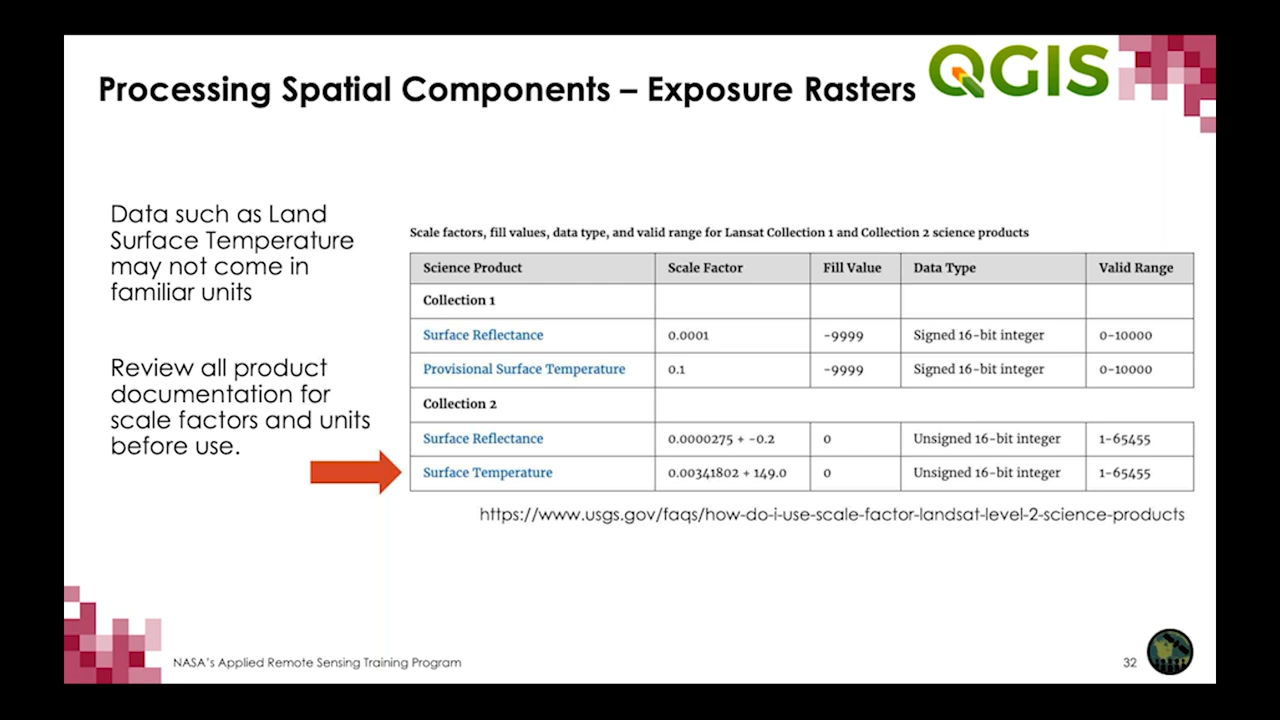 Processing Spatial Components – Exposure Rasters
QGIS
Data such as Land
Surface Temperature
may not come in
familiar units
Review all product
documentation for
scale factors and units
before use.
Scale factors, fill values, data type, and valid range for Lansat Collection 1 and Collection 2 science products
Science Product Scale Factor Fill Value Data Type Valid Range
Collection 1
Surface Reflectance 0.0001 -9999 Signed 16-bit integer 0-10000
Provisional Surface Temperature 0.1 -9999 Signed 16-bit integer 0-10000
Collection 2
Surface Reflectance 0.0000275 + -0.2 0 Unsigned 16-bit integer 1-65455
Surface Temperature 0.00341802 + 149.0 0 Unsigned 16-bit integer 1-65455
https://www.usgs.gov/faqs/how-do-i-use-scale-factor-landsat-level-2-science-products
NASA's Applied Remote Sensing Training Program
32